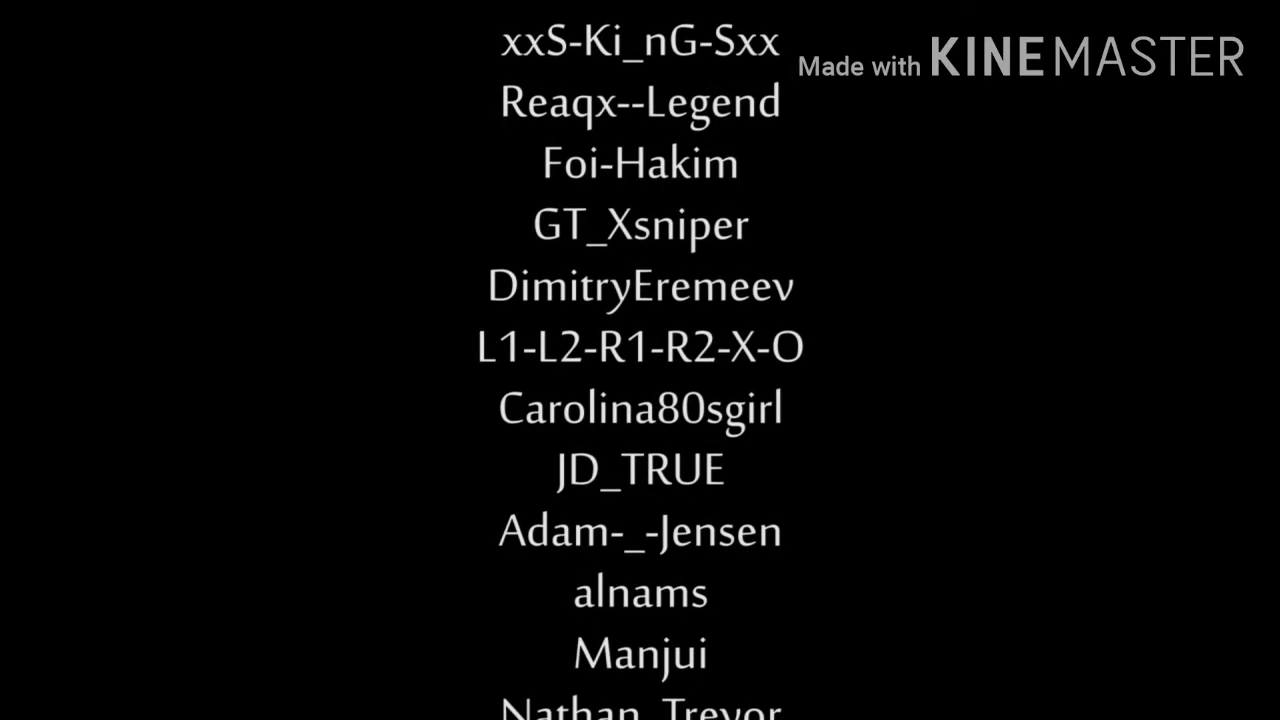 xxS-Ki_nG-Sxx
Made with KINEMASTER
Reaqx--Legend
Foi-Hakim
GT_Xsniper
DimitryEremeev
L1-L2-R1-R2-X-O
Carolina80sgirl
JD_TRUE
Adam-_-Jensen
alnams
Manjui
Nathan_Trevor